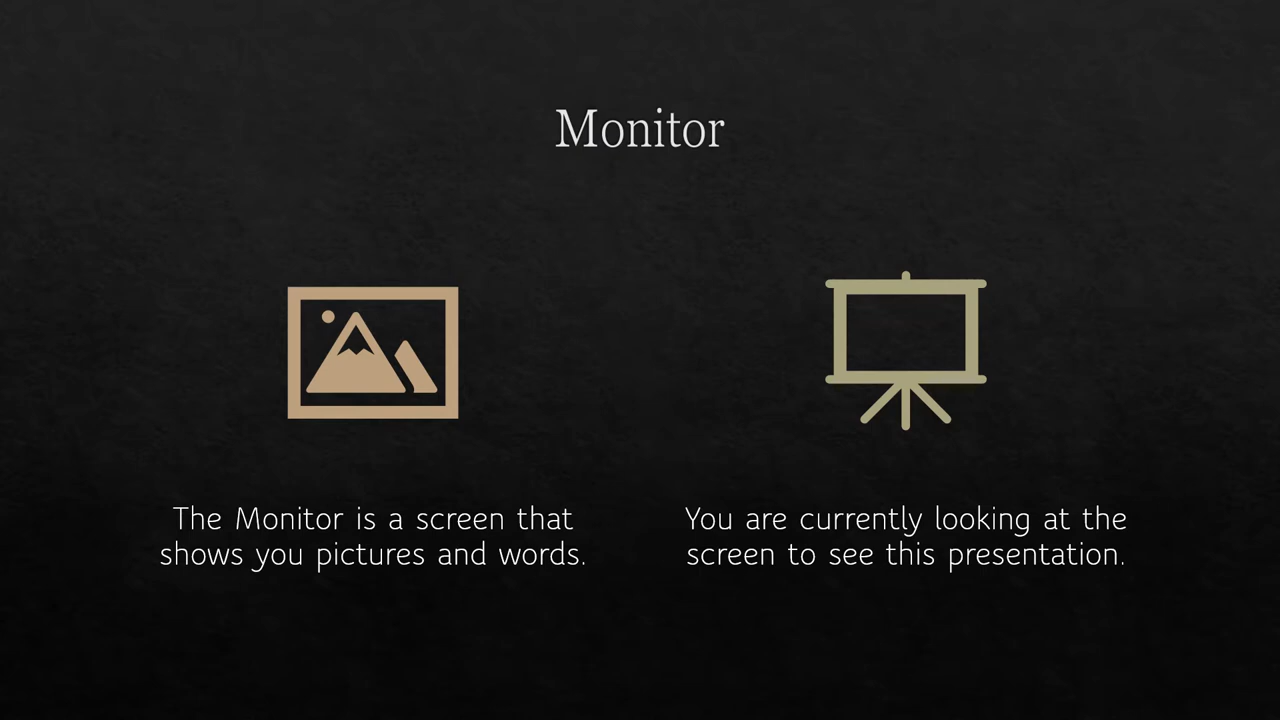 Monitor
The Monitor is a screen that
shows you pictures and words.
You are currently looking at the
screen to see this presentation.